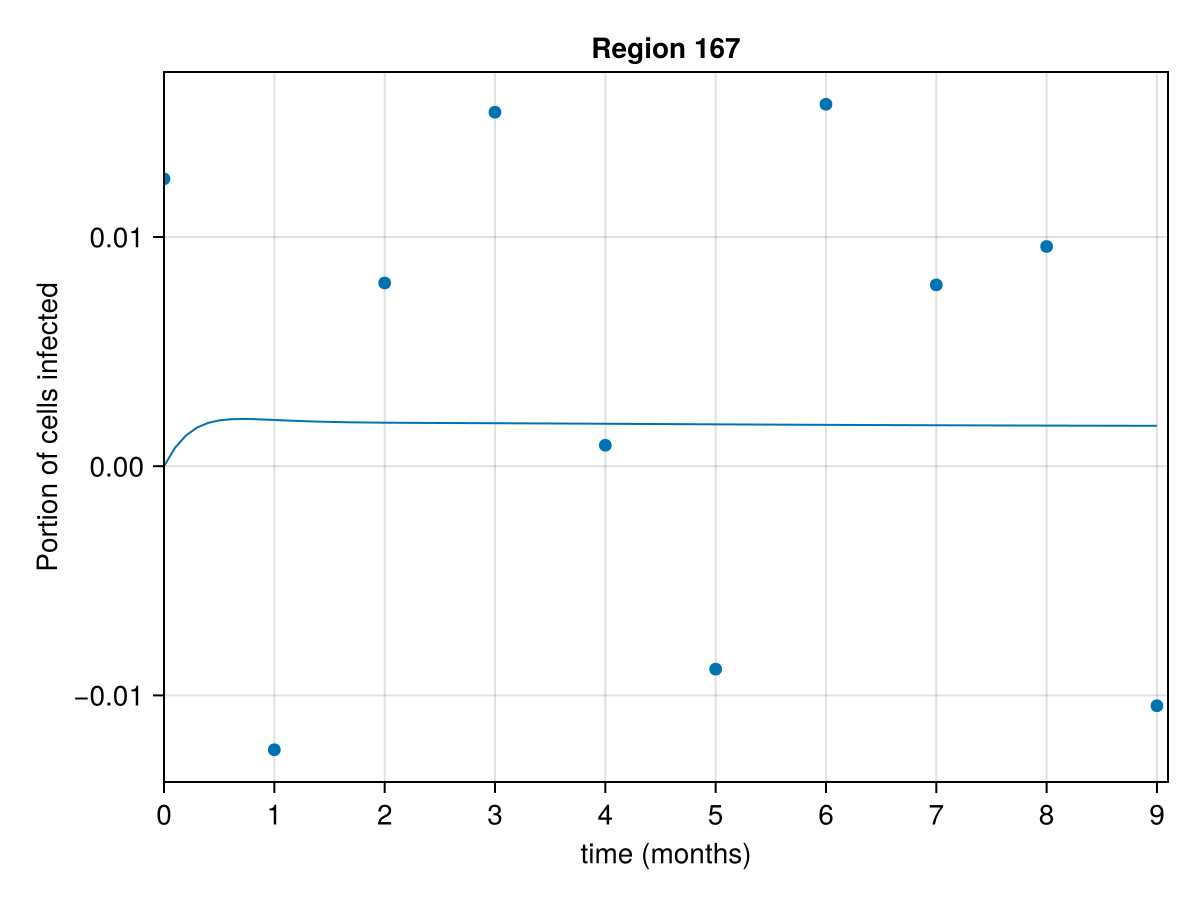 Region 167
Portion of cells infected
0.01
0.00
−0.01
0 1 2 3 4 5 6 7 8 9
time (months)